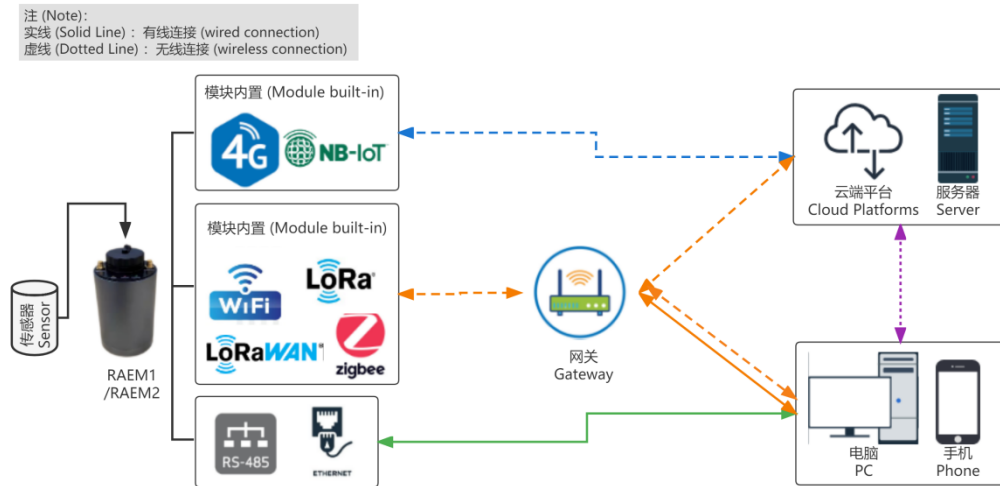 注 (Note):
实线 (Solid Line) : 有线连接 (wired connection)
虚线 (Dotted Line) : 无线连接 (wireless connection)
模块内置 (Module built-in)
4G
NB-IoT
模块内置 (Module built-in)
WiFi
LoRa
LoRaWAN
zigbee
RS-485
ETHERNET
传感器
Sensor
RAEM1
/RAEM2
网关
Gateway
云端平台
Cloud Platforms
服务器
Server
电脑
PC
手机
Phone